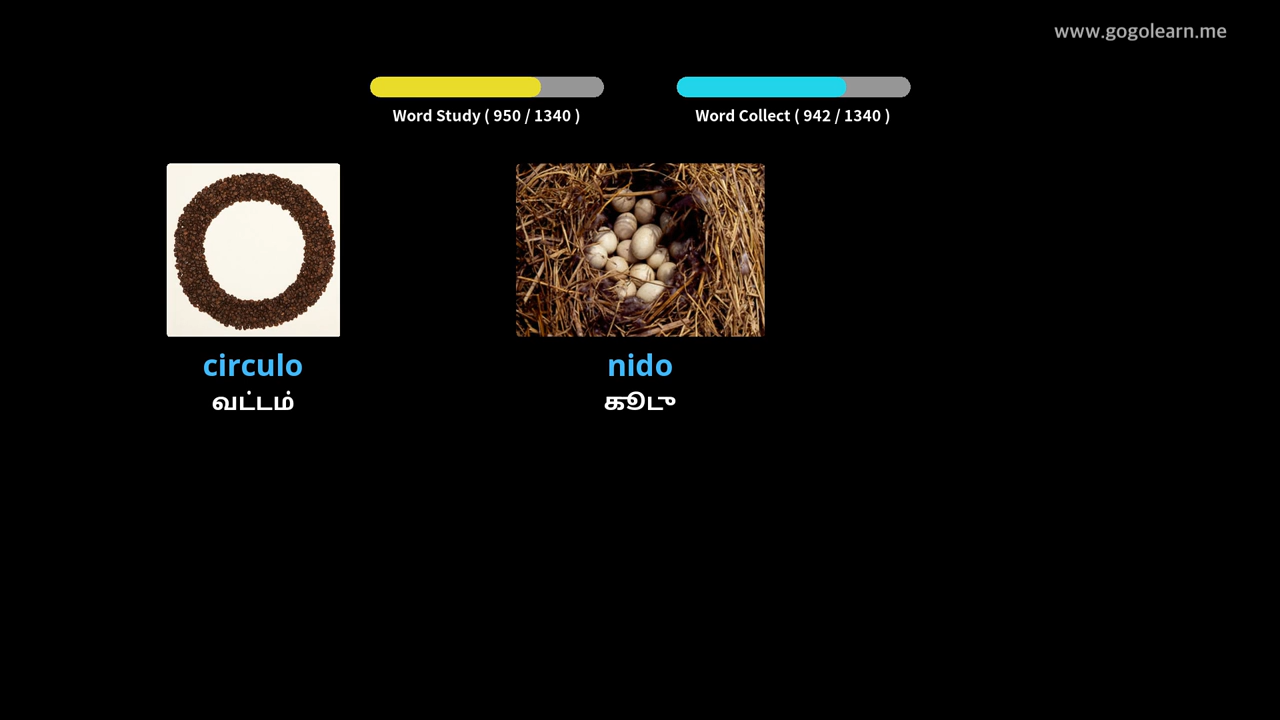 www.gogolearn.me
Word Study ( 950 / 1340 )
Word Collect ( 942 / 1340 )
circulo
வட்டம்
nido
கூடு